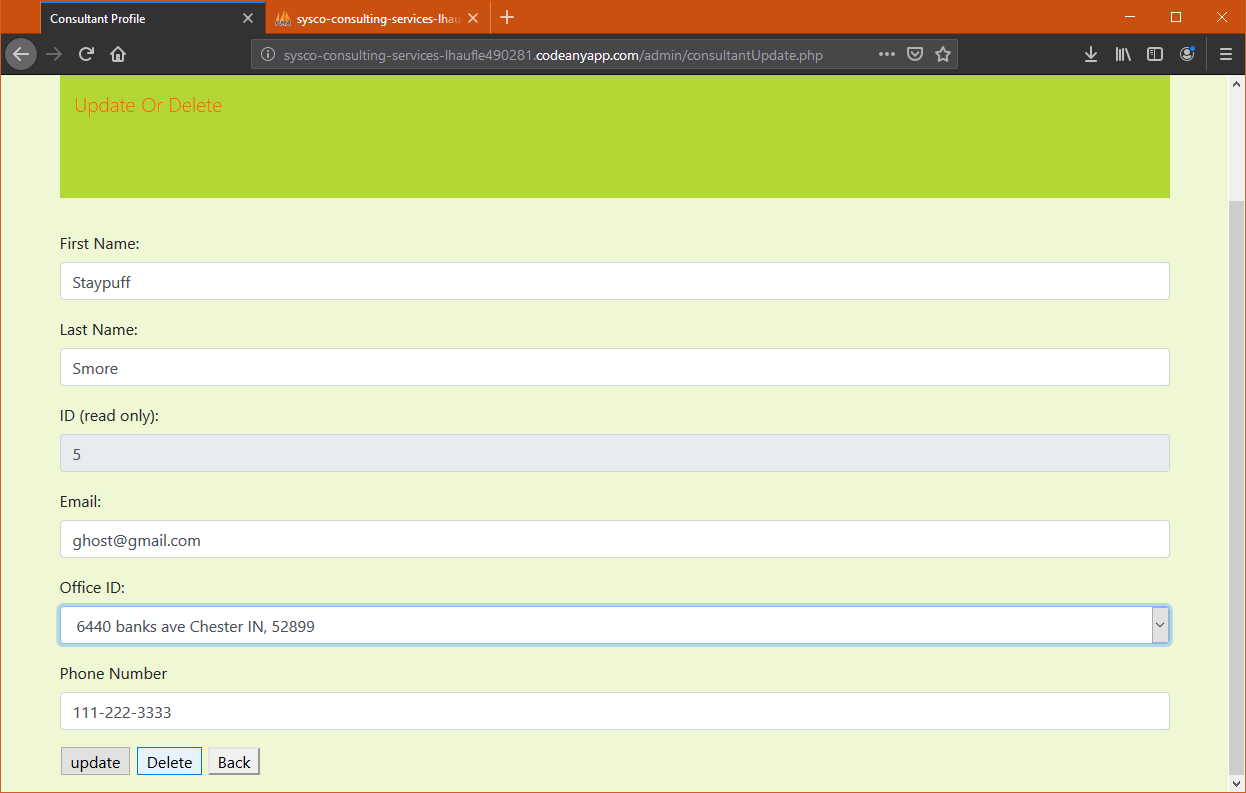 Consultant Profile
sysco-consulting-services-lhau
sysco-consulting-services-lhaufle490281.codeanyapp.com/admin/consultantUpdate.php
Update Or Delete
First Name:
Staypuff
Last Name:
Smore
ID (read only):
5
Email:
ghost@gmail.com
Office ID:
6440 banks ave Chester IN, 52899
Phone Number
111-222-3333
update Delete Back